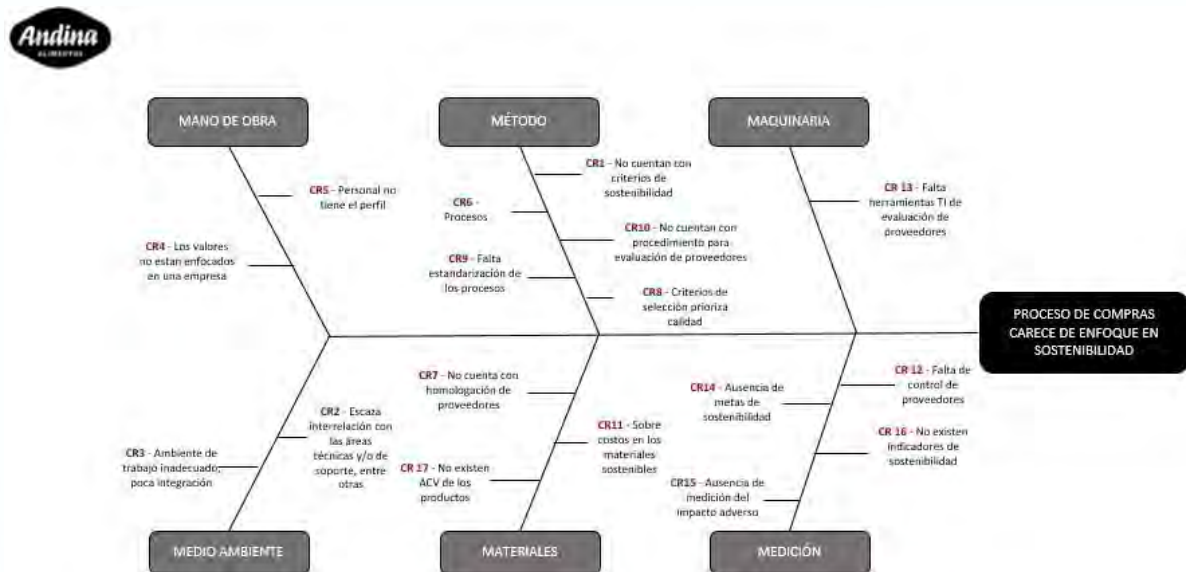 Andina
ALIMENTOS
MANO DE OBRA
MÉTODO
MAQUINARIA
CR5 - Personal no
tiene el perfil
CR4 - Los valores
no estan enfocados
en una empresa
CR1 - No cuentan con
criterios de
sostenibilidad
CR6 -
Procesos
CR10 - No cuentan con
procedimiento para
evaluación de proveedores
CR9 - Falta
estandarización de
los procesos
CR8 - Criterios de
selección prioriza
calidad
CR 13 - Falta
herramientas TI de
evaluación de
proveedores
PROCESO DE COMPRAS
CARECE DE ENFOQUE EN
SOSTENIBILIDAD
CR3 - Ambiente de
trabajo inadecuado,
poca integración
CR2 - Escaza
interrelación con
las áreas
técnicas y/o de
soporte, entre
otras
CR7 - No cuenta con
homologación de
proveedores
CR 17 - No existen
ACV de los
productos
CR11 - Sobre
costos en los
materiales
sostenibles
CR14 - Ausencia de
metas de
sostenibilidad
CR 12 - Falta de
control de
proveedores
CR 16 - No existen
indicadores de
sostenibilidad
CR15 - Ausencia de
medición del
impacto adverso
MEDIO AMBIENTE
MATERIALES
MEDICIÓN